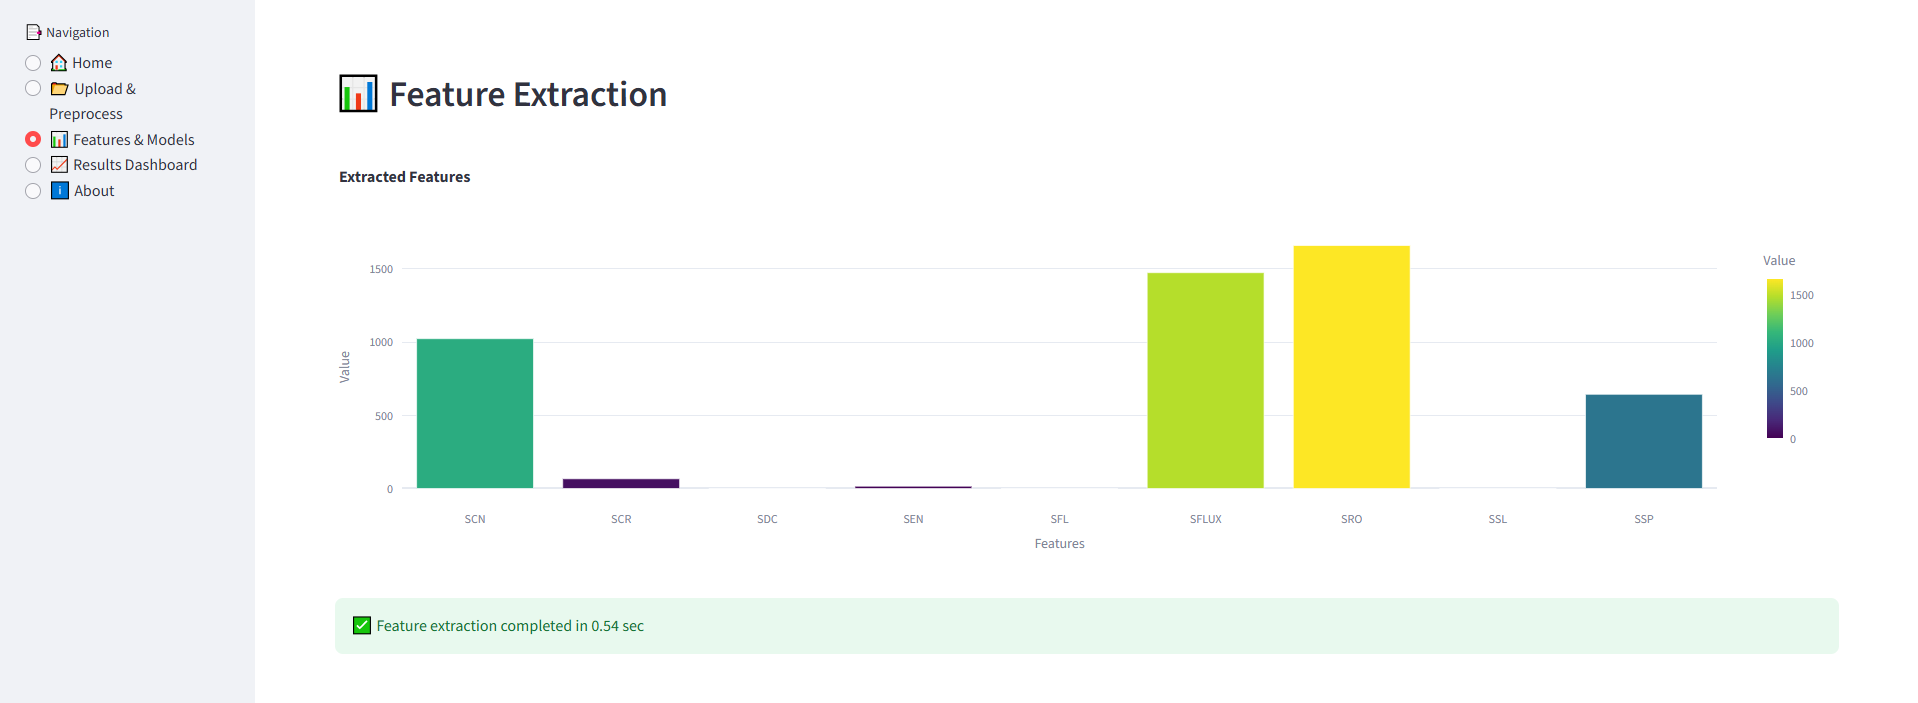 Navigation
Home
Upload &
Preprocess
Features & Models
Results Dashboard
About
Feature Extraction
Extracted Features
Value
1500
1000
500
0
SCN SCR SDC SEN SFL SFLUX SRO SSL SSP
Features
Value
1500
1000
500
0
Feature extraction completed in 0.54 sec